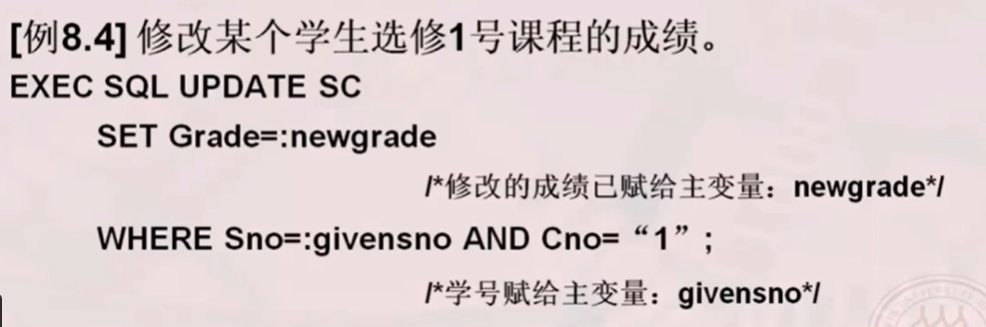 [例8.4] 修改某个学生选修1号课程的成绩。
EXEC SQL UPDATE SC
SET Grade=:newgrade
/*修改的成绩已赋给主变量：newgrade*/
WHERE Sno=:givensno AND Cno= “1”;
/*学号赋给主变量：givensno*/